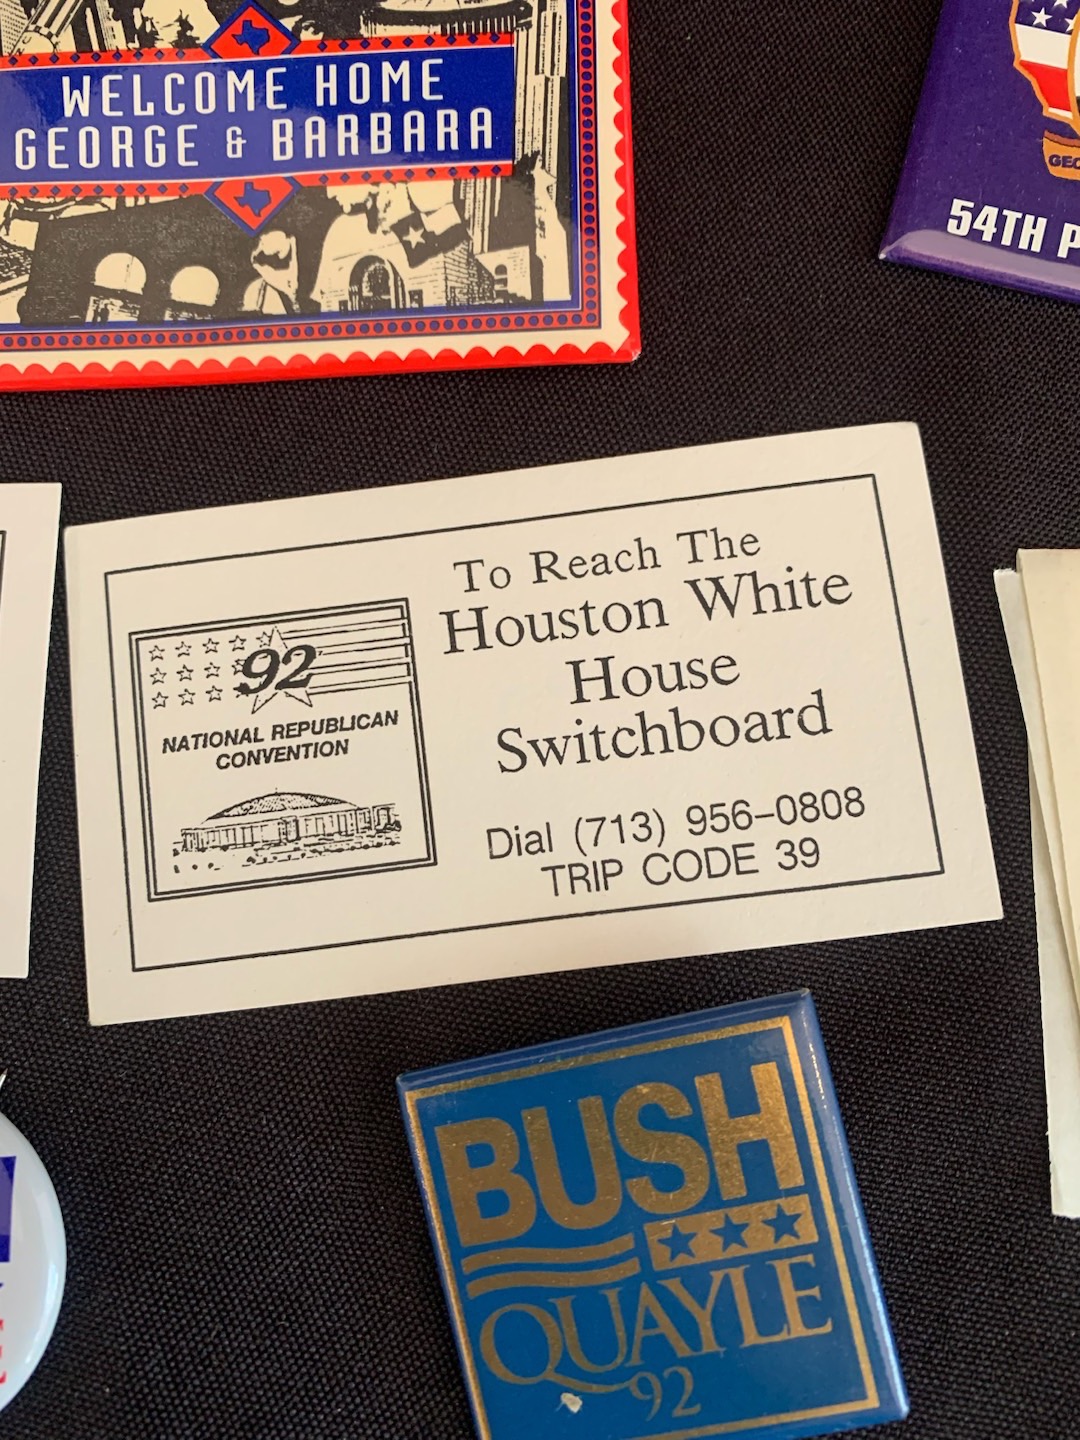 WELCOME HOME
GEORGE & BARBARA
54TH
To Reach The
Houston White
House
Switchboard
Dial (713) 956-0808
TRIP CODE 39
92
NATIONAL REPUBLICAN
CONVENTION
BUSH
QUAYLE
92